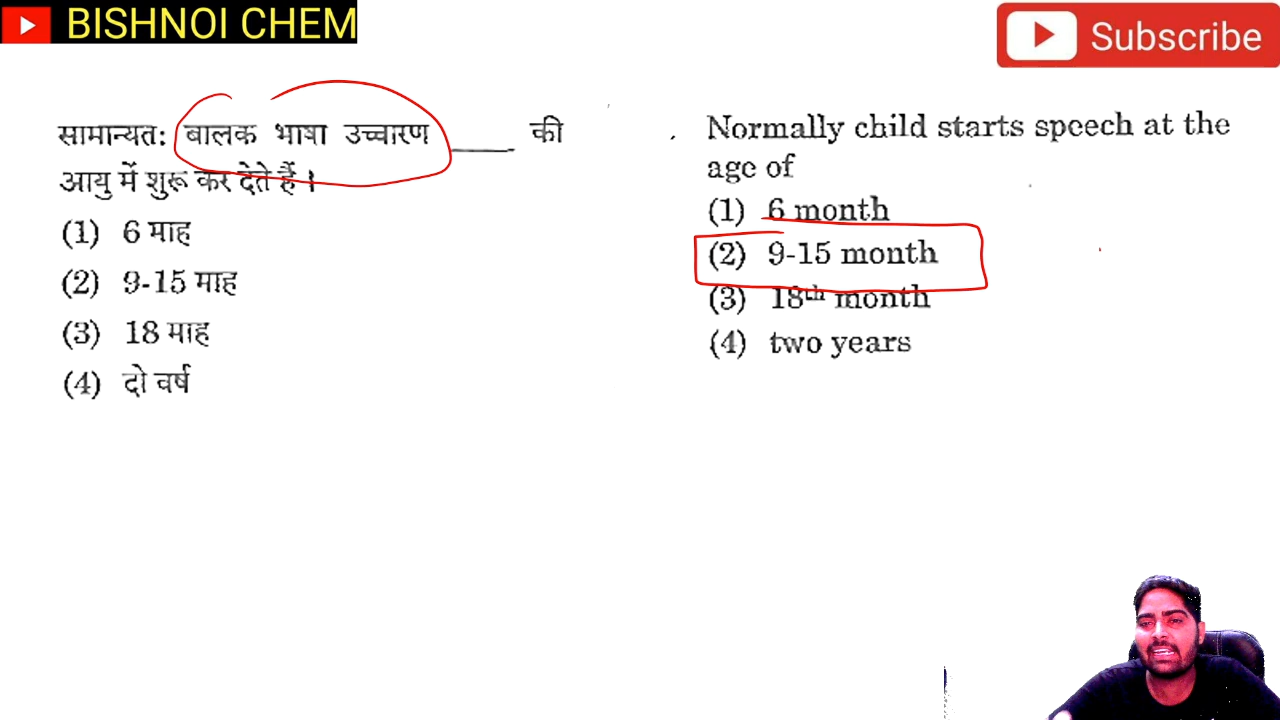 BISHNOI CHEM
Subscribe
सामान्यत: बालक भाषा उच्चारण _____ की
आयु में शुरू कर देते हैं ।
(1) 6 माह
(2) 9-15 माह
(3) 18 माह
(4) दो वर्ष
Normally child starts speech at the
age of
(1) 6 month
(2) 9-15 month
(3) 18th month
(4) two years